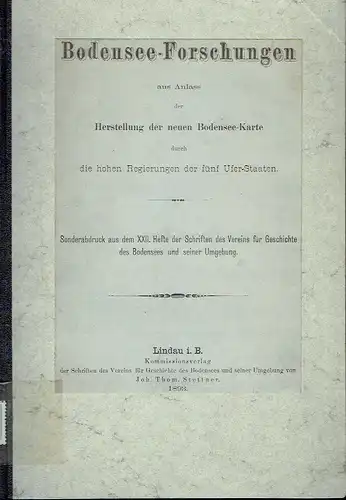 Bodensee-Forschungen
aus Anlass
der
Herstellung der neuen Bodensee-Karte
durch
die hohen Regierungen der fünf Ufer-Staaten.
Sonderabdruck aus dem XXII. Hefte der Schriften des Vereins für Geschichte
des Bodensees und seiner Umgebung.
Lindau i. B.
Kommissionsverlag
der Schriften des Vereins für Geschichte des Bodensees und seiner Umgebung von
Joh. Thom. Stettner.
1893.